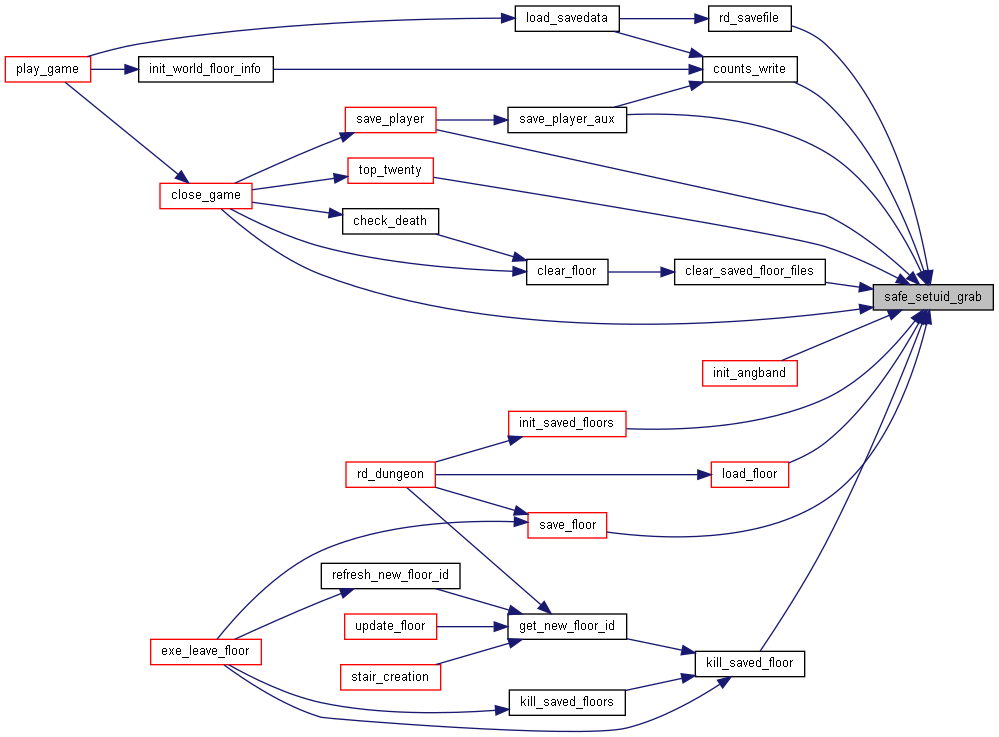 load_savedata
rd_savefile
play_game
init_world_floor_info
counts_write
save_player
save_player_aux
top_twenty
close_game
check_death
clear_floor
clear_saved_floor_files
safe_setuid_grab
init_angband
init_saved_floors
rd_dungeon
load_floor
save_floor
refresh_new_floor_id
update_floor
get_new_floor_id
exe_leave_floor
kill_saved_floor
stair_creation
kill_saved_floors